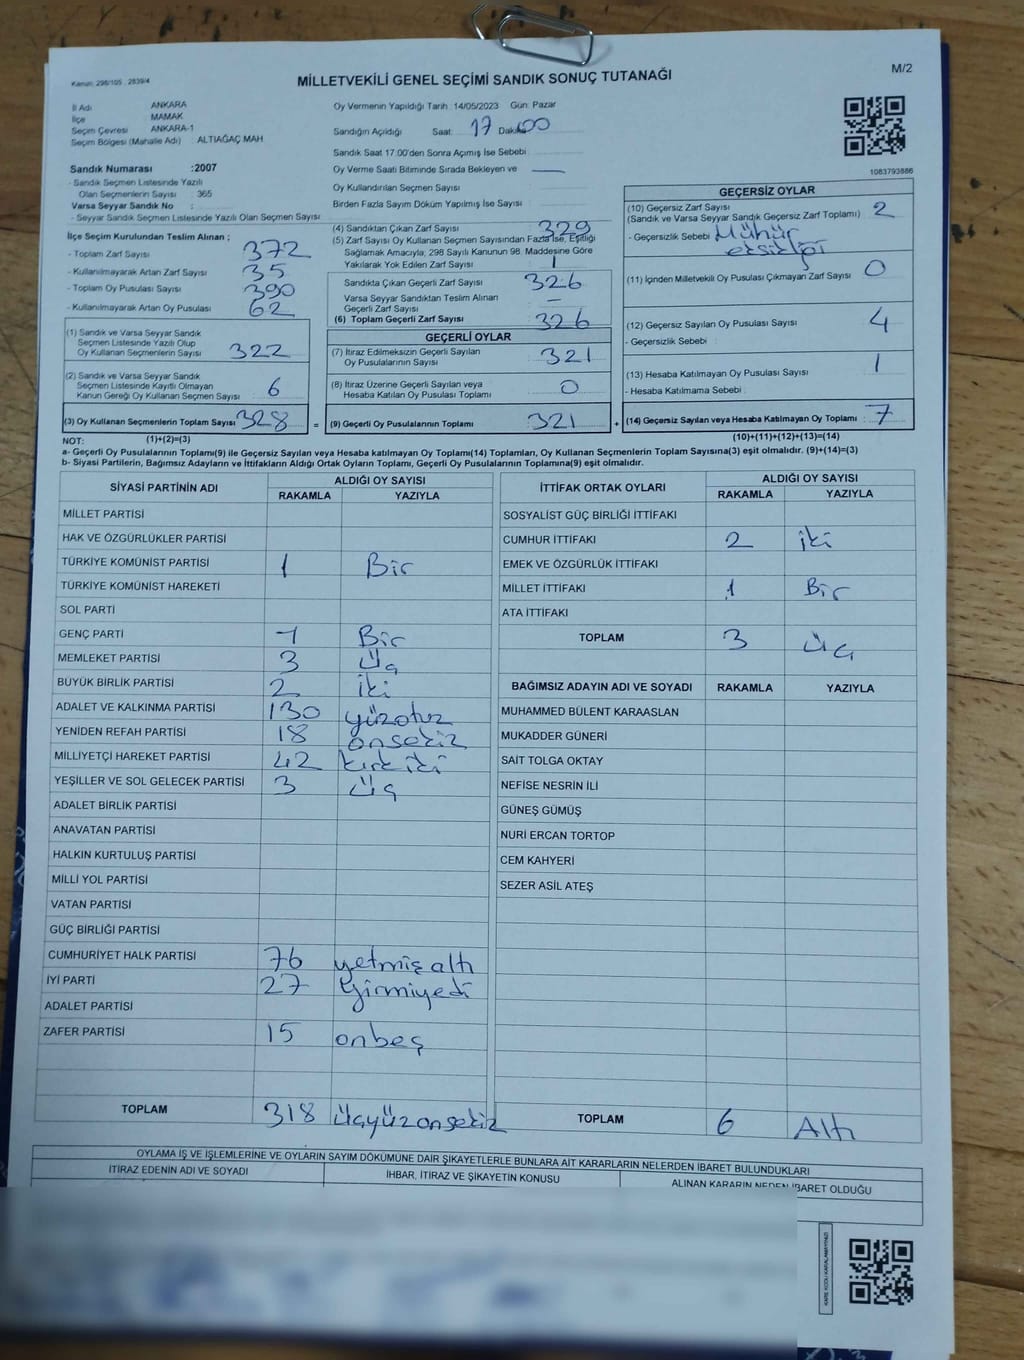 Kanun: 298/105 , 2839/4
MİLLETVEKİLİ GENEL SEÇİMİ SANDIK SONUÇ TUTANAĞI
M/2
İl Adı ANKARA
İlçe MAMAK
Seçim Çevresi ANKARA-1
Seçim Bölgesi (Mahalle Adı) : ALTIAĞAÇ MAH
Sandık Numarası :2007
- Sandık Seçmen Listesinde Yazılı
Olan Seçmenlerin Sayısı : 365
Varsa Seyyar Sandık No :
- Seyyar Sandık Seçmen Listesinde Yazılı Olan Seçmen Sayısı
Oy Vermenin Yapıldığı Tarih :14/05/2023 Gün: Pazar
Sandığın Açıldığı Saat: 17 Dakika: 00
Sandık Saat 17:00'den Sonra Açımış İse Sebebi :
Oy Verme Saati Bitiminde Sırada Bekleyen ve
Oy Kullandırılan Seçmen Sayısı
Birden Fazla Sayım Döküm Yapılmış İse Sayısı
1083793886
İlçe Seçim Kurulundan Teslim Alınan ;
- Toplam Zarf Sayısı : 372
- Kullanılmayarak Artan Zarf Sayısı : 35
- Toplam Oy Pusulası Sayısı : 390
- Kullanılmayarak Artan Oy Pusulası : 62
(1) Sandık ve Varsa Seyyar Sandık
Seçmen Listesinde Yazılı Olup
Oy Kullanan Seçmenlerin Sayısı 322
(2) Sandık ve Varsa Seyyar Sandık
Seçmen Listesinde Kayıtlı Olmayan
Kanun Gereği Oy Kullanan Seçmen Sayısı 6
(3) Oy Kullanan Seçmenlerin Toplam Sayısı 328
(4) Sandıktan Çıkan Zarf Sayısı 329
(5) Zarf Sayısı Oy Kullanan Seçmen Sayısından Fazla İse, Eşitliği
Sağlamak Amacıyla, 298 Sayılı Kanunun 98. Maddesine Göre
Yakılarak Yok Edilen Zarf Sayısı 1
Sandıkta Çıkan Geçerli Zarf Sayısı 326
Varsa Seyyar Sandıktan Teslim Alınan
Geçerli Zarf Sayısı —
(6) Toplam Geçerli Zarf Sayısı 326
GEÇERLİ OYLAR
(7) İtiraz Edilmeksizin Geçerli Sayılan
Oy Pusulalarının Sayısı 321
(8) İtiraz Üzerine Geçerli Sayılan veya
Hesaba Katılan Oy Pusulası Toplamı 0
= (9) Geçerli Oy Pusulalarının Toplamı 321 +
GEÇERSİZ OYLAR
(10) Geçersiz Zarf Sayısı
(Sandık ve Varsa Seyyar Sandık Geçersiz Zarf Toplamı) 2
- Geçersizlik Sebebi Mühür
eksikliği
(11) İçinden Milletvekili Oy Pusulası Çıkmayan Zarf Sayısı 0
(12) Geçersiz Sayılan Oy Pusulası Sayısı 4
- Geçersizlik Sebebi :
(13) Hesaba Katılmayan Oy Pusulası Sayısı 1
- Hesaba Katılmama Sebebi :
(14) Geçersiz Sayılan veya Hesaba Katılmayan Oy Toplamı : 7
NOT: (1)+(2)=(3) (10)+(11)+(12)+(13)=(14)
a- Geçerli Oy Pusulalarının Toplamı(9) ile Geçersiz Sayılan veya Hesaba katılmayan Oy Toplamı(14) Toplamları, Oy Kullanan Seçmenlerin Toplam Sayısına(3) eşit olmalıdır. (9)+(14)=(3)
b- Siyasi Partilerin, Bağımsız Adayların ve İttifakların Aldığı Ortak Oyların Toplamı, Geçerli Oy Pusulalarının Toplamına(9) eşit olmalıdır.
SİYASİ PARTİNİN ADI ALDIĞI OY SAYISI
RAKAMLA YAZIYLA
MİLLET PARTİSİ
HAK VE ÖZGÜRLÜKLER PARTİSİ
TÜRKİYE KOMÜNİST PARTİSİ 1 Bir
TÜRKİYE KOMÜNİST HAREKETİ
SOL PARTİ
GENÇ PARTİ 1 Bir
MEMLEKET PARTİSİ 3 Üç
BÜYÜK BİRLİK PARTİSİ 2 iki
ADALET VE KALKINMA PARTİSİ 130 yüzotuz
YENİDEN REFAH PARTİSİ 18 onsekiz
MİLLİYETÇİ HAREKET PARTİSİ 42 kırkiki
YEŞİLLER VE SOL GELECEK PARTİSİ 3 Üç
ADALET BİRLİK PARTİSİ
ANAVATAN PARTİSİ
HALKIN KURTULUŞ PARTİSİ
MİLLİ YOL PARTİSİ
VATAN PARTİSİ
GÜÇ BİRLİĞİ PARTİSİ
CUMHURİYET HALK PARTİSİ 76 yetmişaltı
İYİ PARTİ 27 Yirmiyedi
ADALET PARTİSİ
ZAFER PARTİSİ 15 onbeş
TOPLAM 318 üçyüzonsekiz
İTTİFAK ORTAK OYLARI ALDIĞI OY SAYISI
RAKAMLA YAZIYLA
SOSYALİST GÜÇ BİRLİĞİ İTTİFAKI
CUMHUR İTTİFAKI 2 iki
EMEK VE ÖZGÜRLÜK İTTİFAKI
MİLLET İTTİFAKI 1 Bir
ATA İTTİFAKI
TOPLAM 3 Üç
BAĞIMSIZ ADAYIN ADI VE SOYADI RAKAMLA YAZIYLA
MUHAMMED BÜLENT KARAASLAN
MUKADDER GÜNERİ
SAİT TOLGA OKTAY
NEFİSE NESRİN İLİ
GÜNEŞ GÜMÜŞ
NURİ ERCAN TORTOP
CEM KAHYERİ
SEZER ASİL ATEŞ
TOPLAM 6 Altı
OYLAMA İŞ VE İŞLEMLERİNE VE OYLARIN SAYIM DÖKÜMÜNE DAİR ŞİKAYETLERLE BUNLARA AİT KARARLARIN NELERDEN İBARET BULUNDUKLARI
İTİRAZ EDENİN ADI VE SOYADI İHBAR, İTİRAZ VE ŞİKAYETİN KONUSU ALINAN KARARIN NEDEN İBARET OLDUĞU
KARE KODU KARALAMAYINIZ!